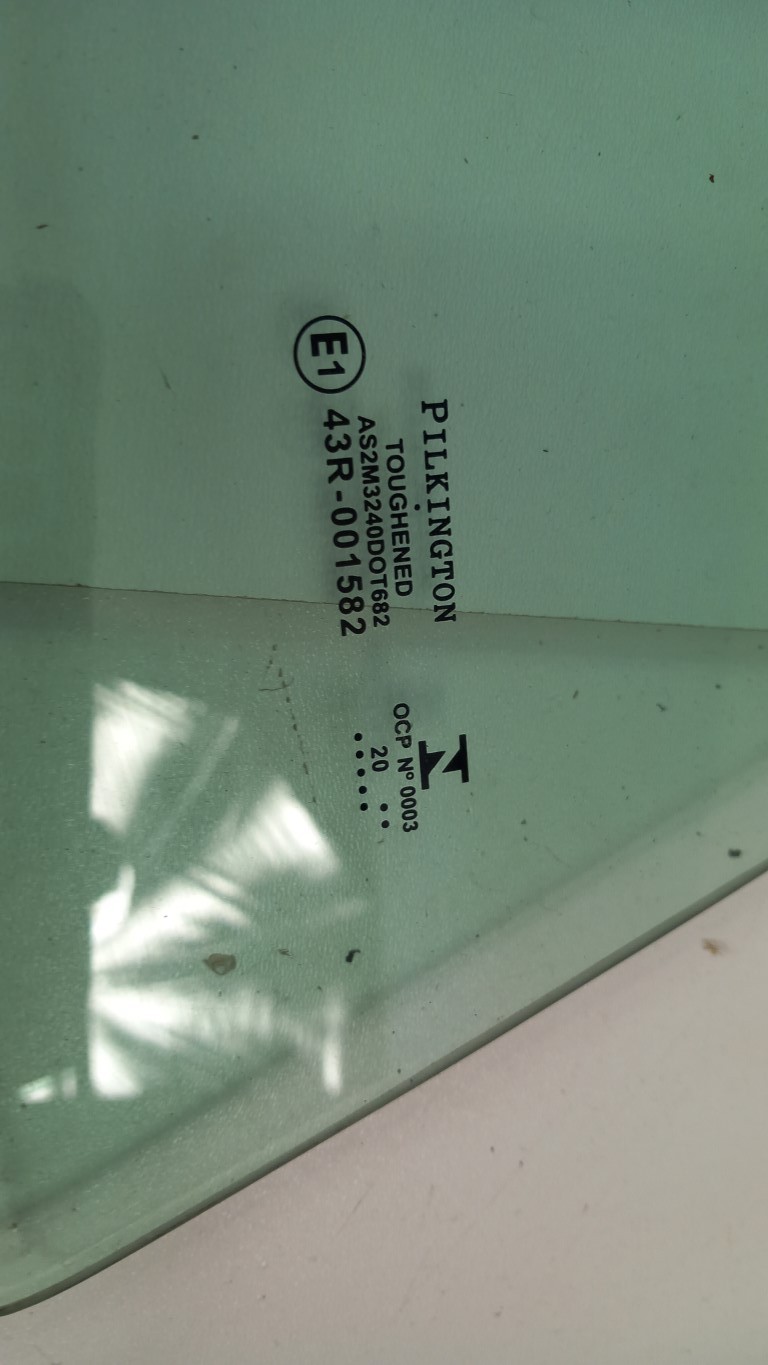 PILKINGTON
TOUGHENED
AS2M3240DOT682
E1 43R-001582
N
OCP Nº 0003
20 ..
......